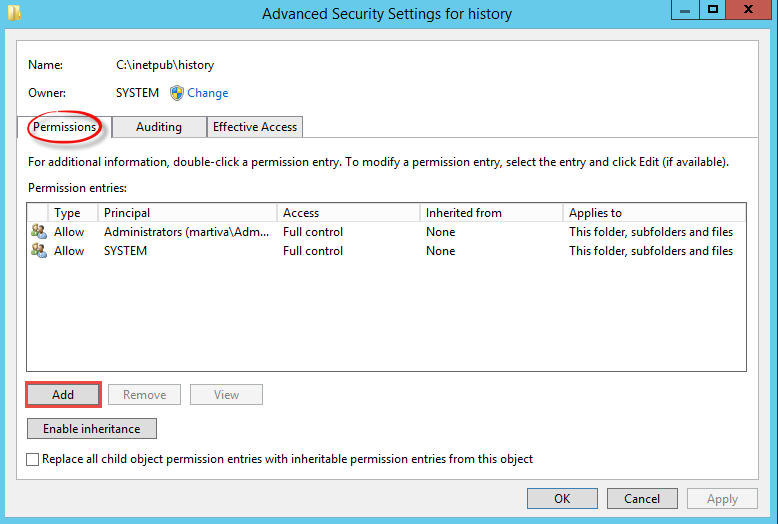 Advanced Security Settings for history
Name: C:\inetpub\history
Owner: SYSTEM Change
Permissions Auditing Effective Access
For additional information, double-click a permission entry. To modify a permission entry, select the entry and click Edit (if available).
Permission entries:
Type Principal Access Inherited from Applies to
Allow Administrators (martiva\Adm... Full control None This folder, subfolders and files
Allow SYSTEM Full control None This folder, subfolders and files
Add Remove View
Enable inheritance
Replace all child object permission entries with inheritable permission entries from this object
OK Cancel Apply